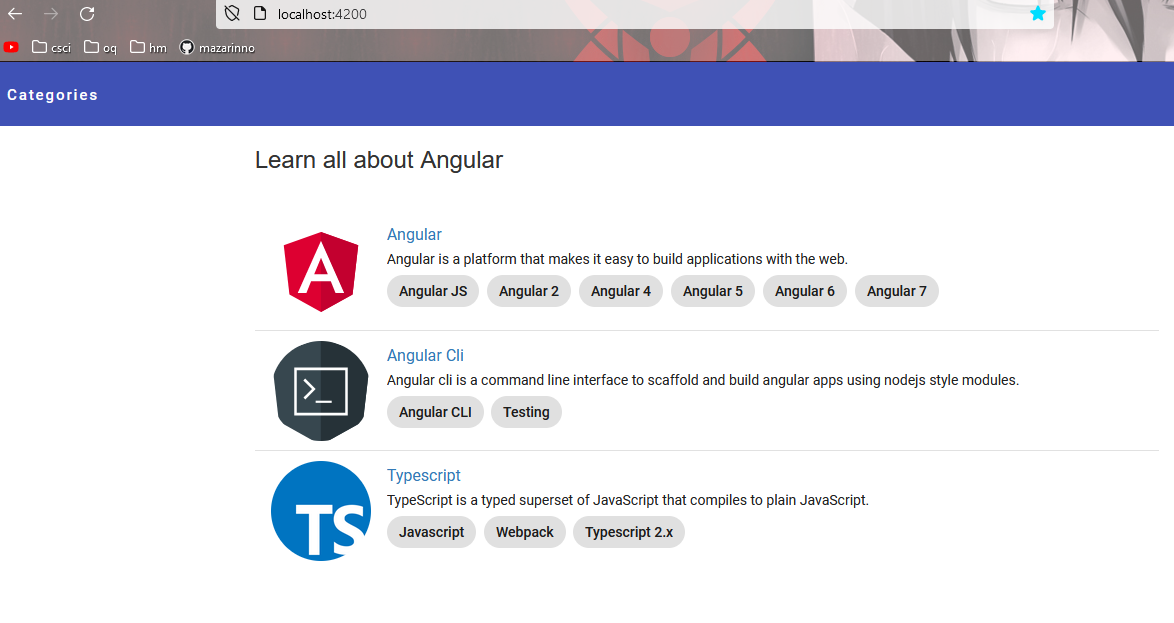 localhost:4200
csci oq hm mazarinno
Categories
Learn all about Angular
A
Angular
Angular is a platform that makes it easy to build applications with the web.
Angular JS Angular 2 Angular 4 Angular 5 Angular 6 Angular 7
>_
Angular Cli
Angular cli is a command line interface to scaffold and build angular apps using nodejs style modules.
Angular CLI Testing
TS
Typescript
TypeScript is a typed superset of JavaScript that compiles to plain JavaScript.
Javascript Webpack Typescript 2.x